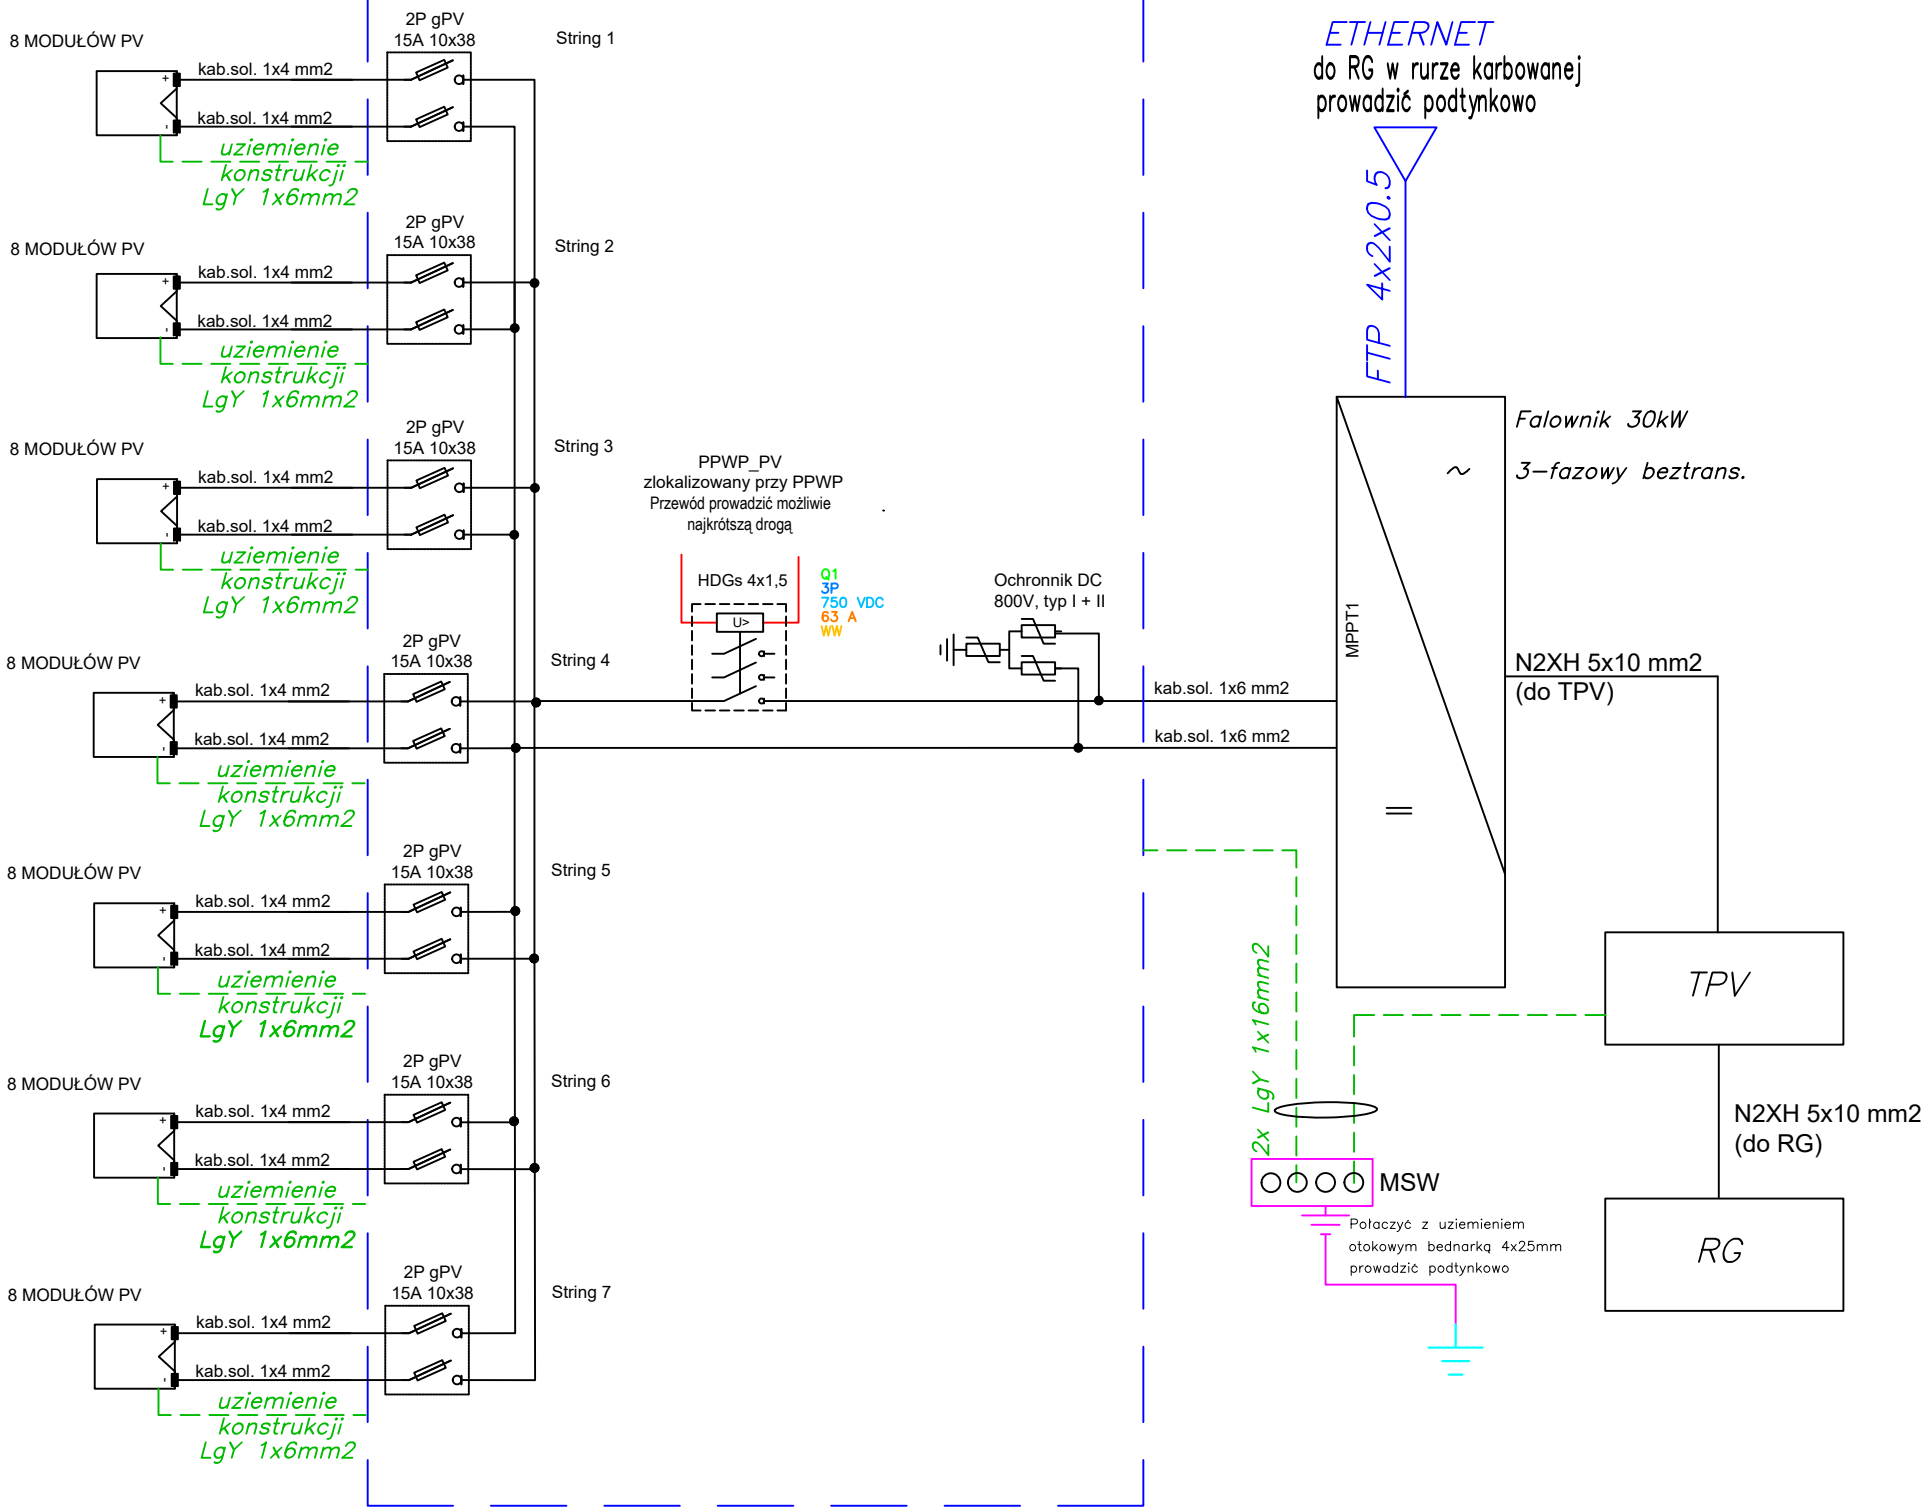 8 MODUŁÓW PV
kab.sol. 1x4 mm2
kab.sol. 1x4 mm2
uziemienie
konstrukcji
LgY 1x6mm2
2P gPV
15A 10x38
String 1
8 MODUŁÓW PV
kab.sol. 1x4 mm2
kab.sol. 1x4 mm2
uziemienie
konstrukcji
LgY 1x6mm2
2P gPV
15A 10x38
String 2
8 MODUŁÓW PV
kab.sol. 1x4 mm2
kab.sol. 1x4 mm2
uziemienie
konstrukcji
LgY 1x6mm2
2P gPV
15A 10x38
String 3
8 MODUŁÓW PV
kab.sol. 1x4 mm2
kab.sol. 1x4 mm2
uziemienie
konstrukcji
LgY 1x6mm2
2P gPV
15A 10x38
String 4
8 MODUŁÓW PV
kab.sol. 1x4 mm2
kab.sol. 1x4 mm2
uziemienie
konstrukcji
LgY 1x6mm2
2P gPV
15A 10x38
String 5
8 MODUŁÓW PV
kab.sol. 1x4 mm2
kab.sol. 1x4 mm2
uziemienie
konstrukcji
LgY 1x6mm2
2P gPV
15A 10x38
String 6
8 MODUŁÓW PV
kab.sol. 1x4 mm2
kab.sol. 1x4 mm2
uziemienie
konstrukcji
LgY 1x6mm2
2P gPV
15A 10x38
String 7
PPWP_PV
zlokalizowany przy PPWP
Przewód prowadzić możliwie
najkrótszą drogą
HDGs 4x1,5
U>
Q1
3P
750 VDC
63 A
WW
Ochronnik DC
800V, typ I + II
kab.sol. 1x6 mm2
kab.sol. 1x6 mm2
ETHERNET
do RG w rurze karbowanej
prowadzić podtynkowo
FTP 4x2x0.5
MPPT1
Falownik 30kW
3-fazowy beztrans.
N2XH 5x10 mm2
(do TPV)
TPV
N2XH 5x10 mm2
(do RG)
RG
2x LgY 1x16mm2
MSW
Połaczyć z uziemieniem
otokowym bednarką 4x25mm
prowadzić podtynkowo